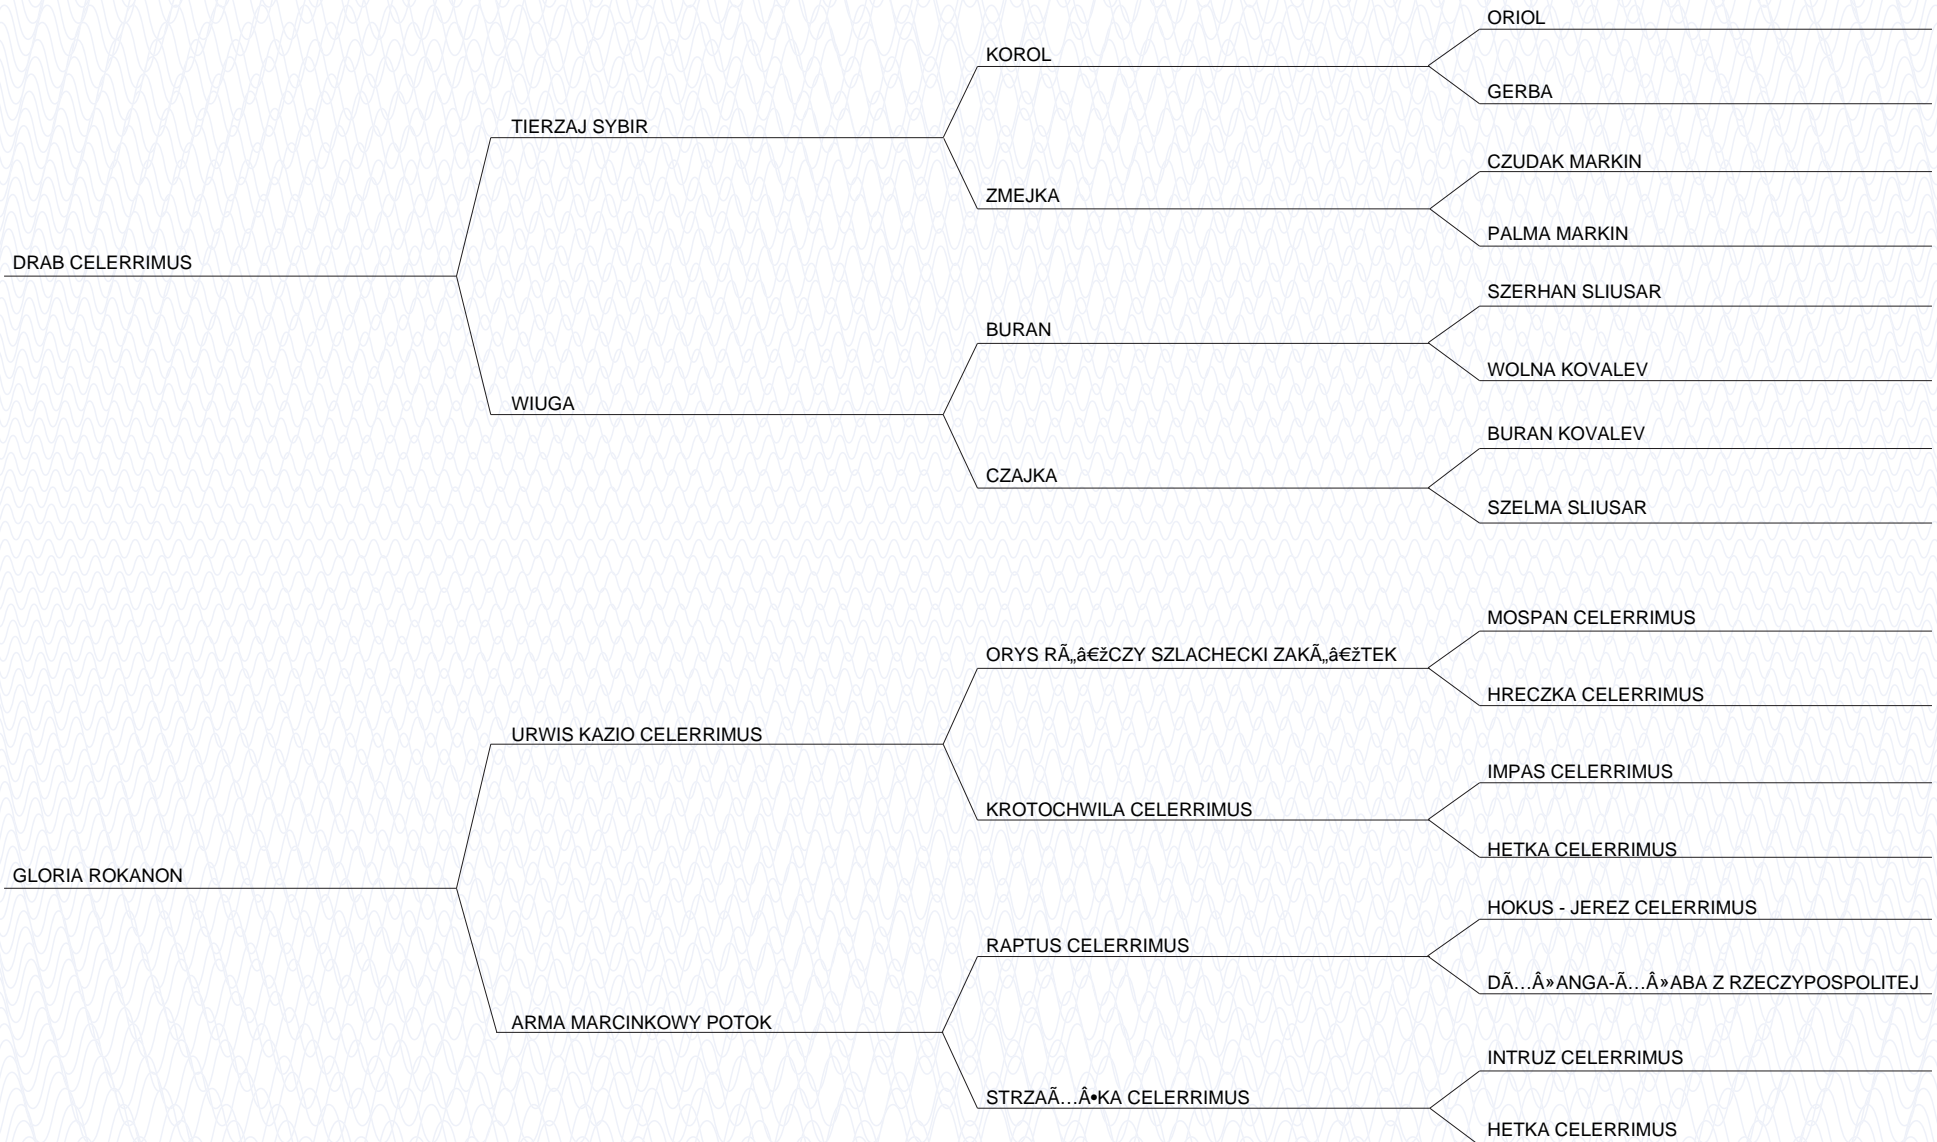 ORIOL
KOROL
GERBA
TIERZAJ SYBIR
CZUDAK MARKIN
ZMEJKA
PALMA MARKIN
DRAB CELERRIMUS
SZERHAN SLIUSAR
BURAN
WOLNA KOVALEV
WIUGA
BURAN KOVALEV
CZAJKA
SZELMA SLIUSAR
MOSPAN CELERRIMUS
ORYS RÃ„â€žCZY SZLACHECKI ZAKÃ„â€žTEK
HRECZKA CELERRIMUS
URWIS KAZIO CELERRIMUS
IMPAS CELERRIMUS
KROTOCHWILA CELERRIMUS
HETKA CELERRIMUS
GLORIA ROKANON
HOKUS - JEREZ CELERRIMUS
RAPTUS CELERRIMUS
DÃ…Â»ANGA-Ã…Â»ABA Z RZECZYPOSPOLITEJ
ARMA MARCINKOWY POTOK
INTRUZ CELERRIMUS
STRZAÃ…Â•KA CELERRIMUS
HETKA CELERRIMUS